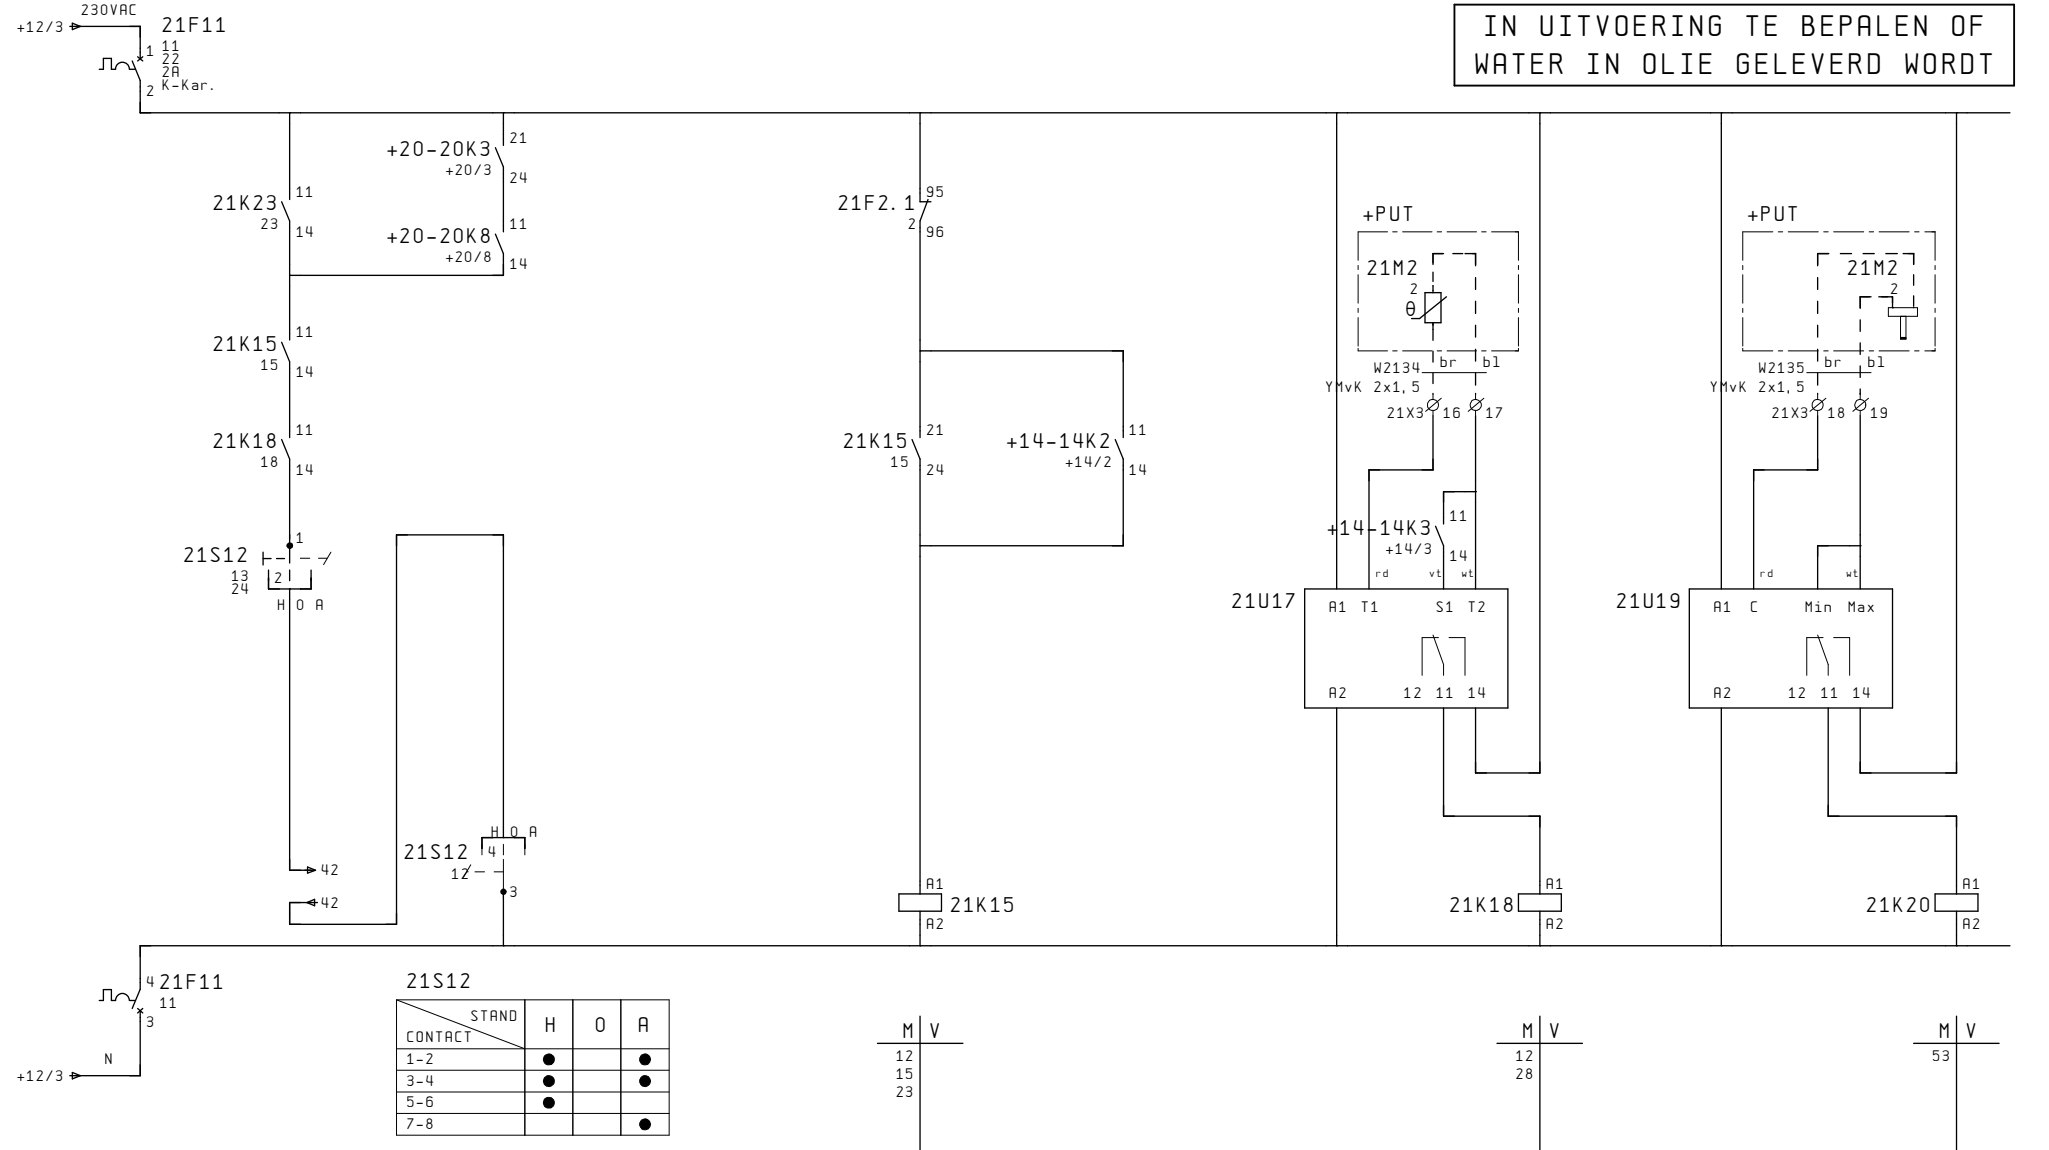 230VAC
+12/3
21F11
1
11
22
2A
K-Kar.
2
IN UITVOERING TE BEPALEN OF
WATER IN OLIE GELEVERD WORDT
+20-20K3
+20/3
21
24
21K23
23
11
14
+20-20K8
+20/8
11
14
21K15
15
11
14
21K18
18
11
14
21S12
13
24
1
2
H O A
42
42
H O A
21S12
12
4
3
21F2.1
2
95
96
21K15
15
21
24
+14-14K2
+14/2
11
14
A1
21K15
A2
+PUT
21M2
2
θ
W2134
br
bl
YMvK 2x1,5
21X3
16
17
+14-14K3
+14/3
11
14
rd
vt
wt
21U17
A1 T1 S1 T2
A2 12 11 14
A1
21K18
A2
+PUT
21M2
2
W2135
br
bl
YMvK 2x1,5
21X3
18
19
rd
wt
21U19
A1 C Min Max
A2 12 11 14
A1
21K20
A2
4
21F11
11
3
N
+12/3
21S12
STAND
CONTACT
H O A
1-2
3-4
5-6
7-8
M V
12
15
23
M V
12
28
M V
53